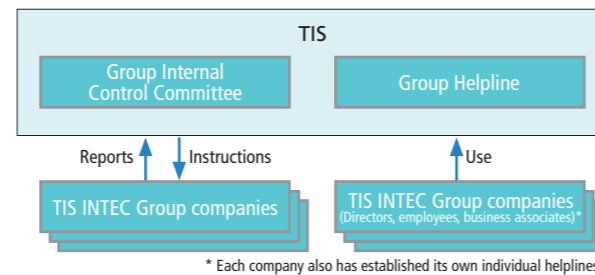 TIS
Group Internal
Control Committee
Group Helpline
Reports
Instructions
Use
TIS INTEC Group companies
TIS INTEC Group companies
(Directors, employees, business associates)*
* Each company also has established its own individual helplines